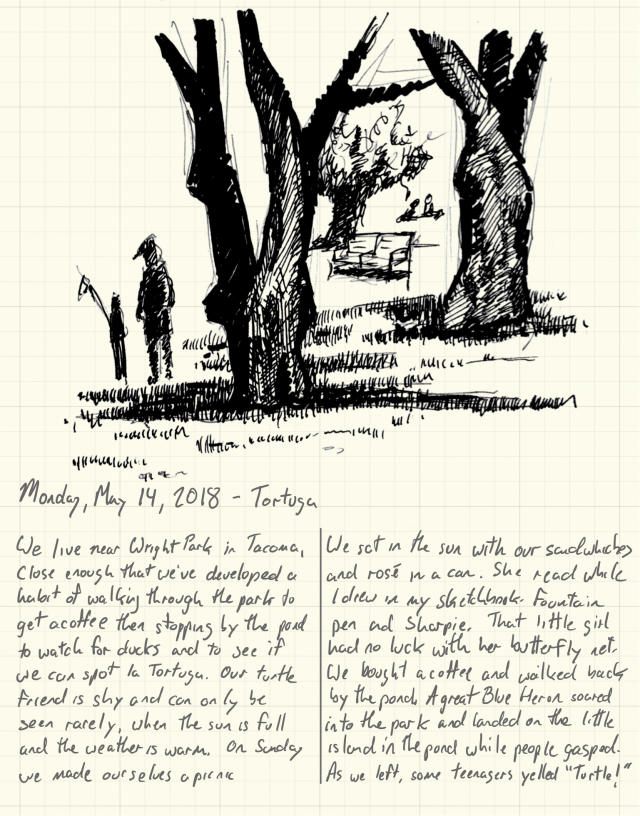 Monday, May 14, 2018 - Tortuga
We live near Wright Park in Tacoma,
close enough that we've developed a
habit of walking through the park to
get a coffee then stopping by the pond
to watch for ducks and to see if
we can spot la Tortuga. Our turtle
friend is shy and can only be
seen rarely, when the sun is full
and the weather is warm. On Sunday
we made ourselves a picnic
We sat in the sun with our sandwiches
and rosé in a can. She read while
I drew in my sketchbook. Fountain
pen and Sharpie. That little girl
had no luck with her butterfly net.
We bought a coffee and walked back
by the pond. A great Blue Heron soared
into the park and landed on the little
island in the pond while people gasped.
As we left, some teenagers yelled "Turtle!"